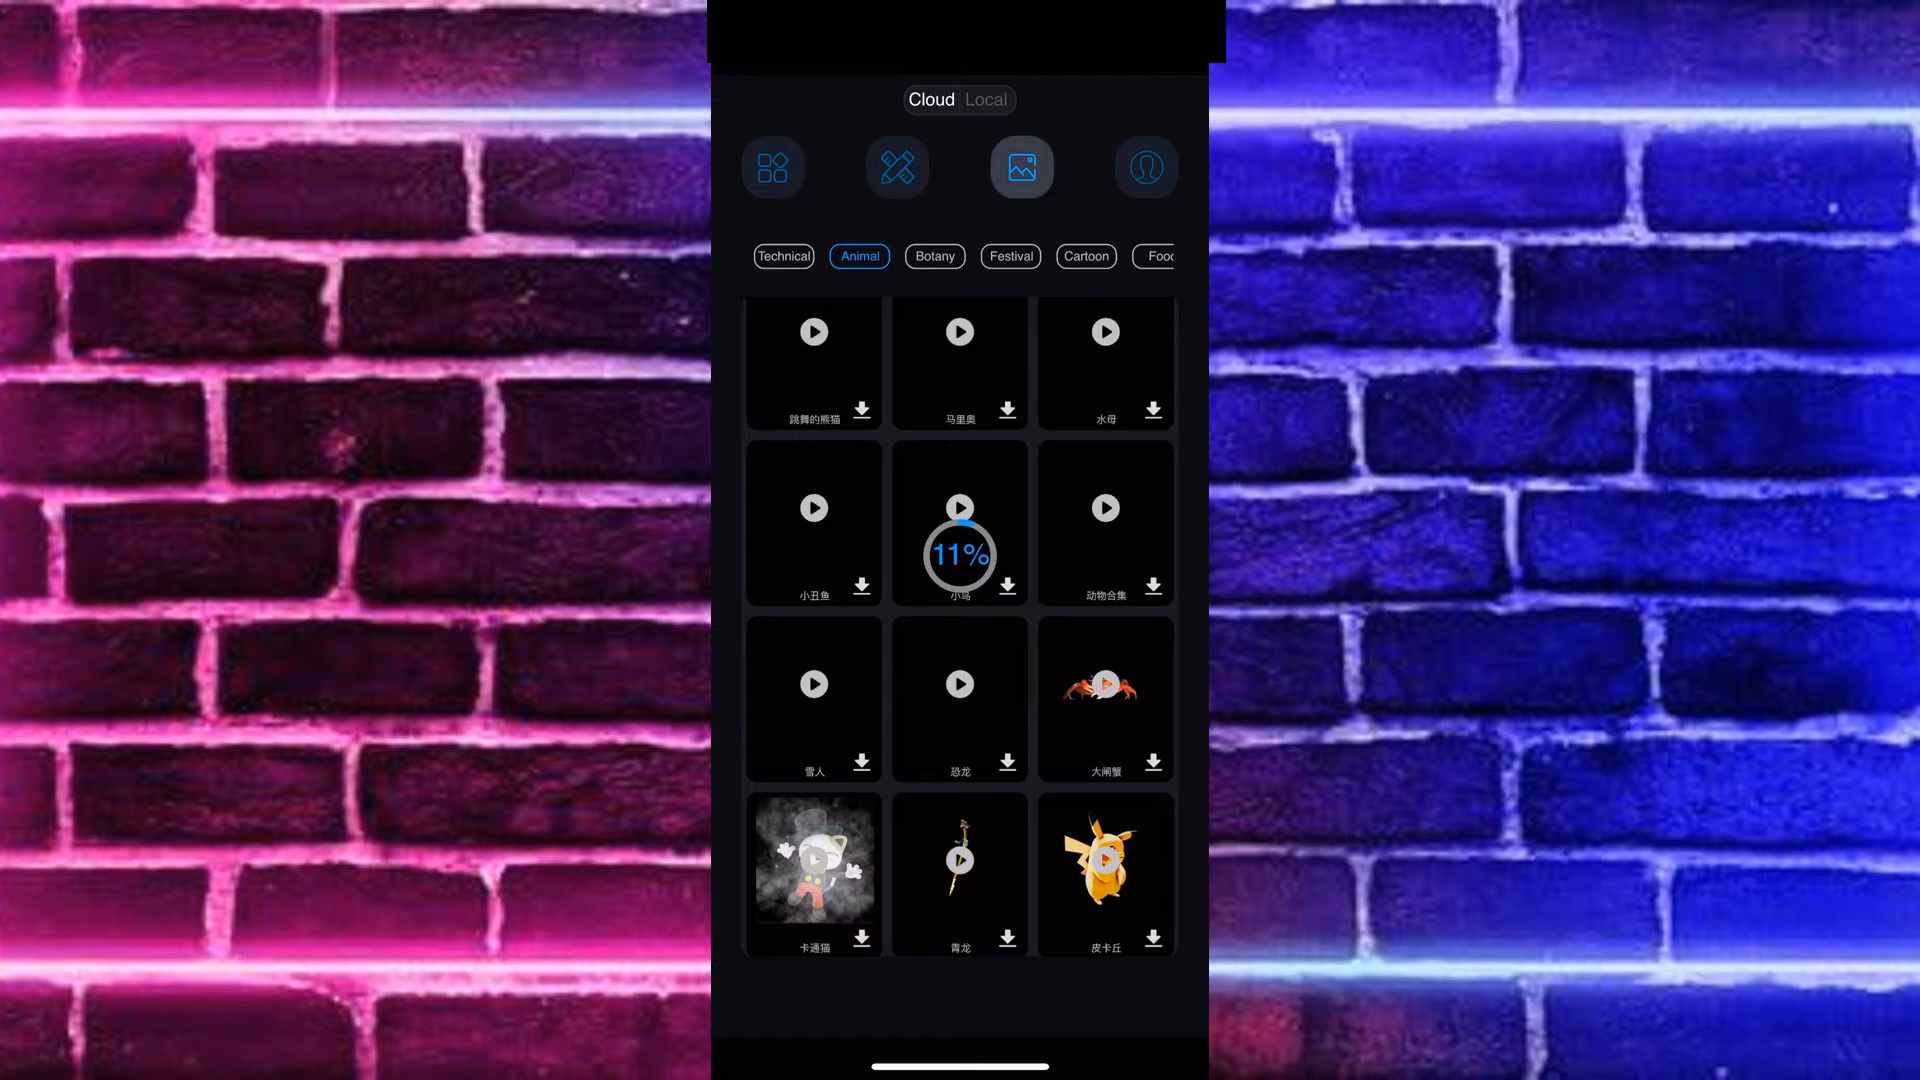 Cloud Local
Technical Animal Botany Festival Cartoon Food
跳舞的熊猫 马里奥 水母
小丑鱼 11% 小鸟 动物合集
雪人 恐龙 大闸蟹
卡通猫 青龙 皮卡丘